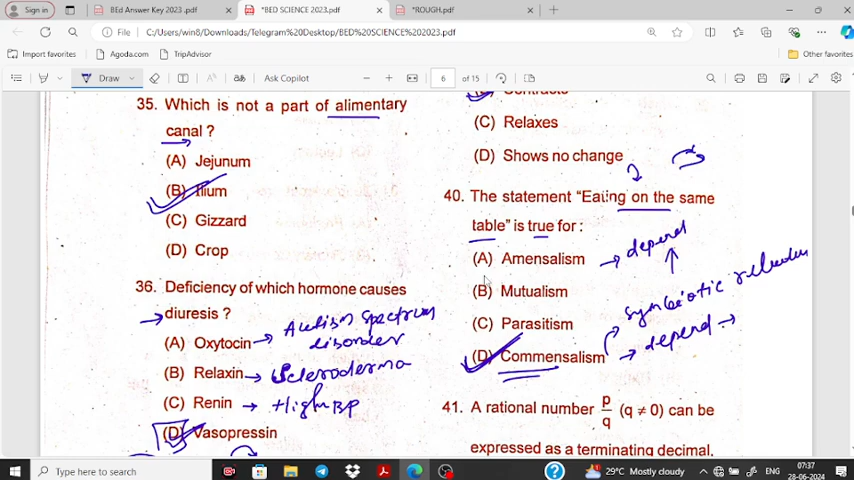 Sign in
BEd Answer Key 2023 .pdf
*BED SCIENCE 2023.pdf
*ROUGH.pdf
File
C:/Users/win8/Downloads/Telegram%20Desktop/BED%20SCIENCE%202023.pdf
Import favorites
Agoda.com
TripAdvisor
Other favorites
Draw
Ask Copilot
6 of 15
35. Which is not a part of alimentary
canal ?
(A) Jejunum
(B) Ilium
(C) Gizzard
(D) Crop
36. Deficiency of which hormone causes
diuresis ?
(A) Oxytocin → Autism Spectrum
disorder
(B) Relaxin → Scleroderma
(C) Renin → High BP
(D) Vasopressin
Contracts
(C) Relaxes
(D) Shows no change
40. The statement “Eating on the same
table” is true for :
(A) Amensalism → depend
(B) Mutualism
symbiotic
(C) Parasitism
(D) Commensalism → depend →
41. A rational number p/q (q ≠ 0) can be
expressed as a terminating decimal,
Type here to search
29°C Mostly cloudy
ENG
07:37
28-06-2024